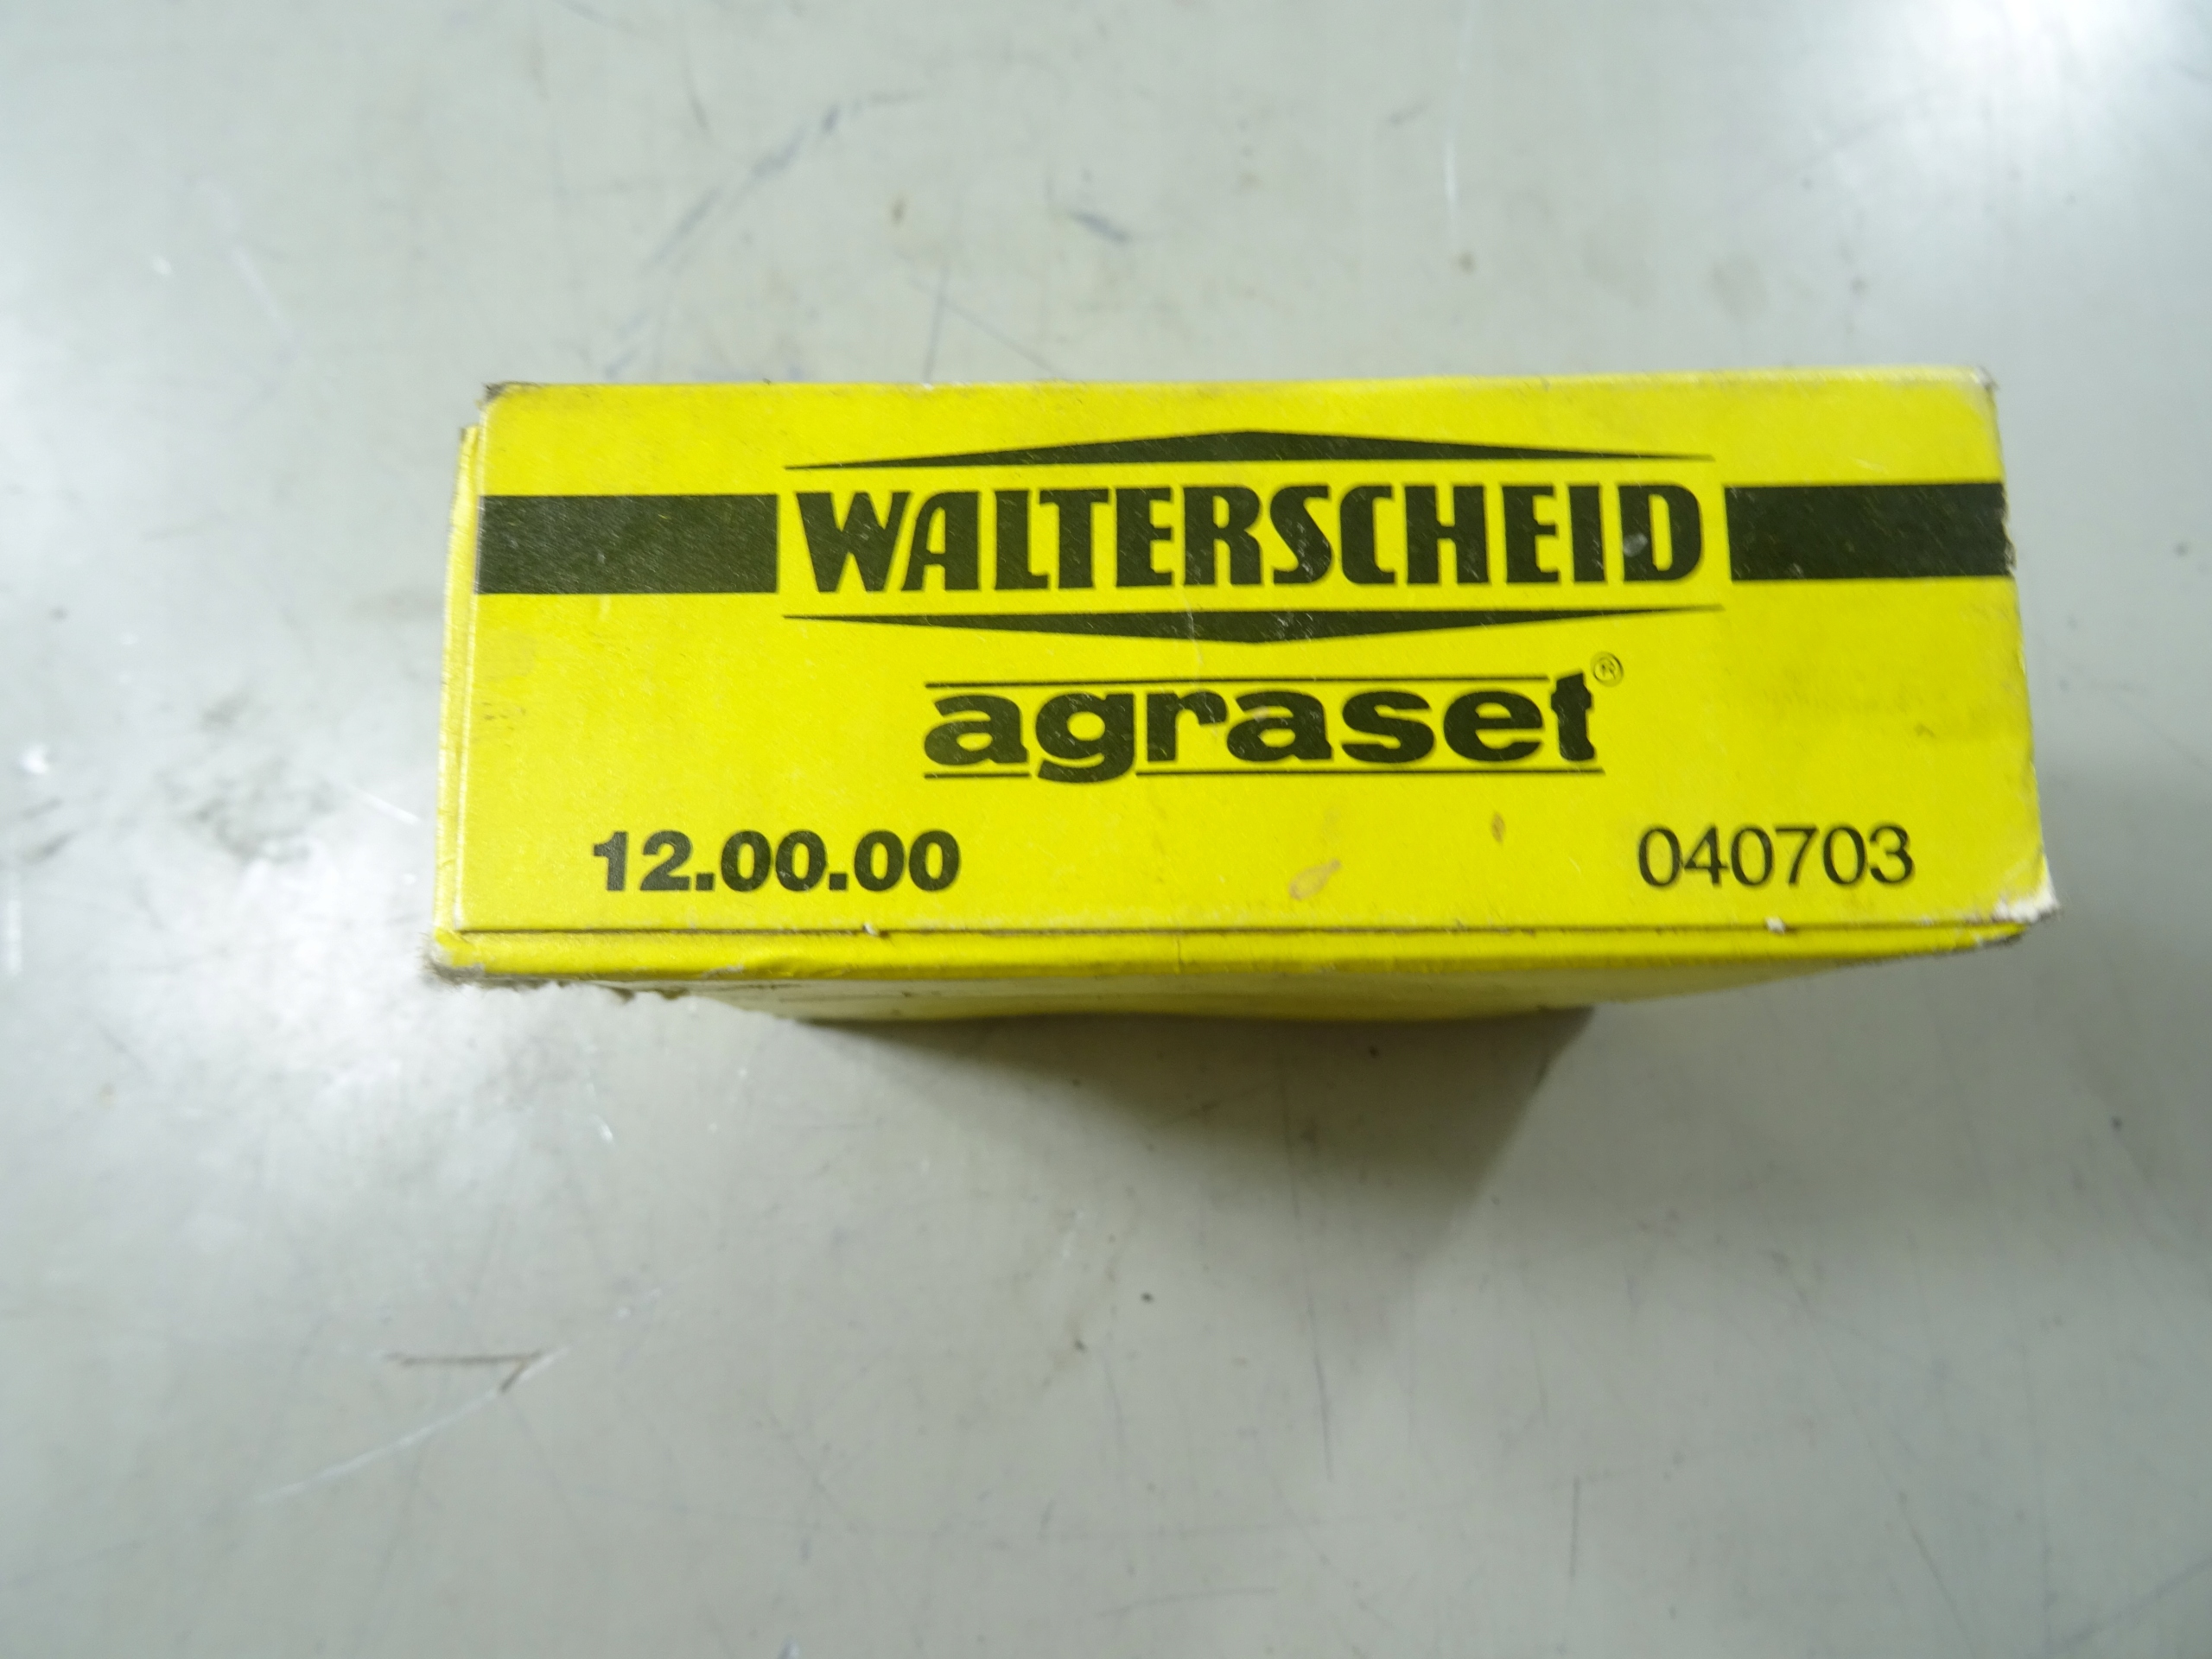 WALTERSCHEID
agraset®
12.00.00 040703